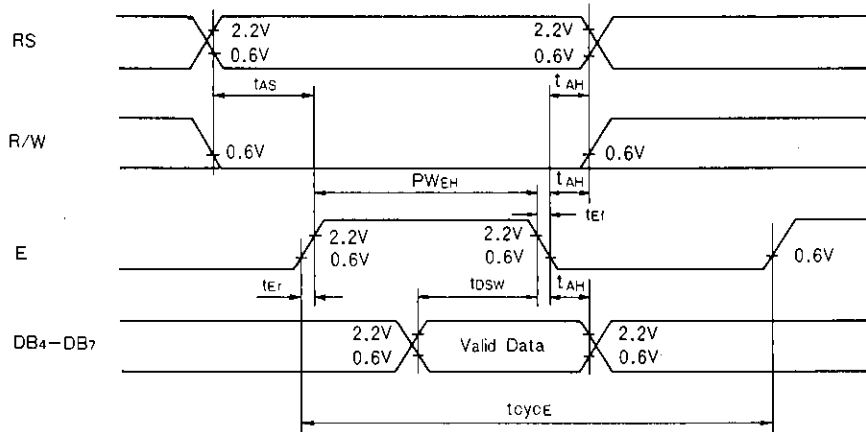 RS 2.2V 2.2V
0.6V 0.6V
tAS tAH
R/W 0.6V 0.6V
PWEH tAH
tEf
E 2.2V 2.2V
0.6V 0.6V 0.6V
tEr tDSW tAH
DB4-DB7 2.2V Valid Data 2.2V
0.6V 0.6V
tcycE